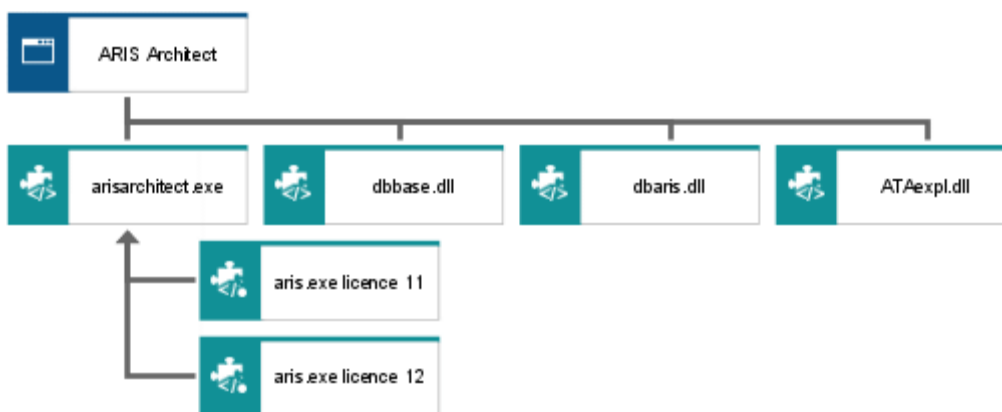 ARIS Architect
arisarchitect.exe
dbbase.dll
dbaris.dll
ATAexpl.dll
aris.exe licence 11
aris.exe licence 12